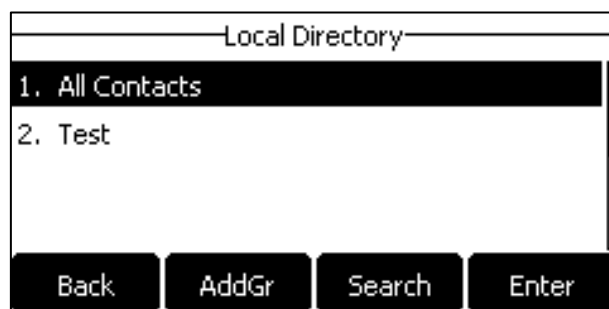 Local Directory
1. All Contacts
2. Test
Back AddGr Search Enter